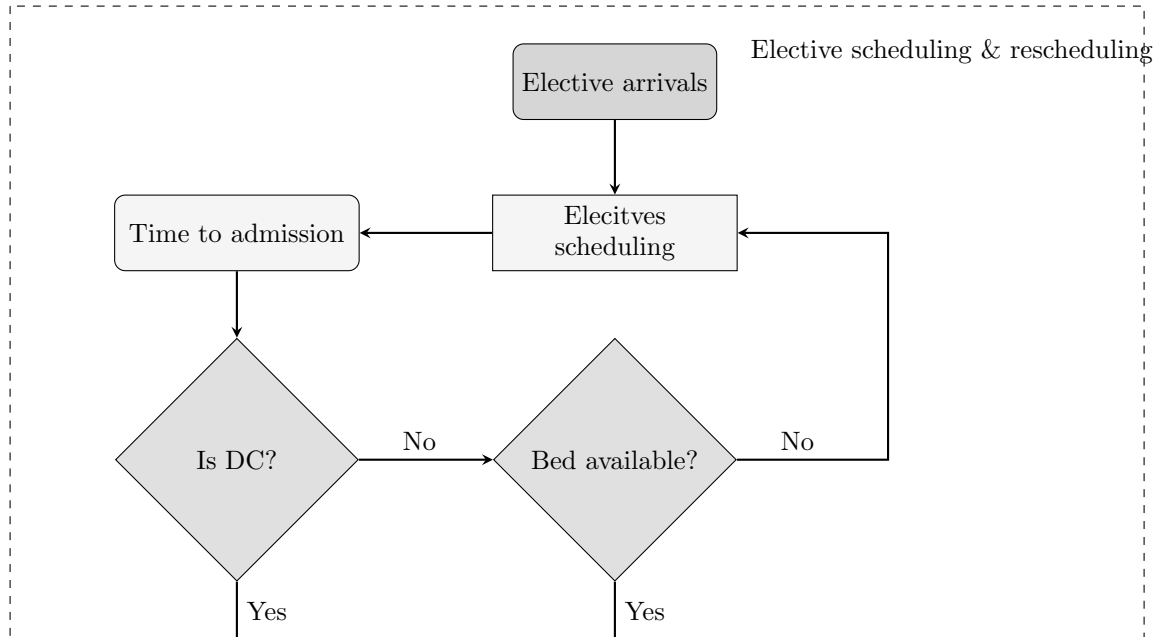 Elective scheduling & rescheduling
Elective arrivals
Elecitves
scheduling
Time to admission
Is DC?
No
Bed available?
No
Yes
Yes